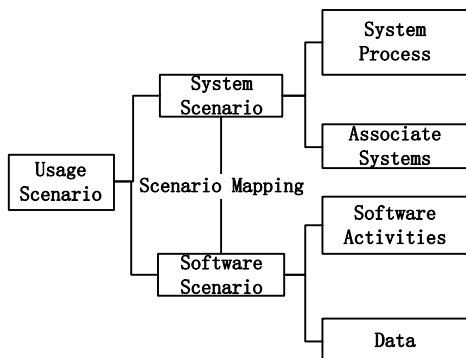 System
Process
System
Scenario
Associate
Systems
Usage
Scenario
Scenario Mapping
Software
Activities
Software
Scenario
Data